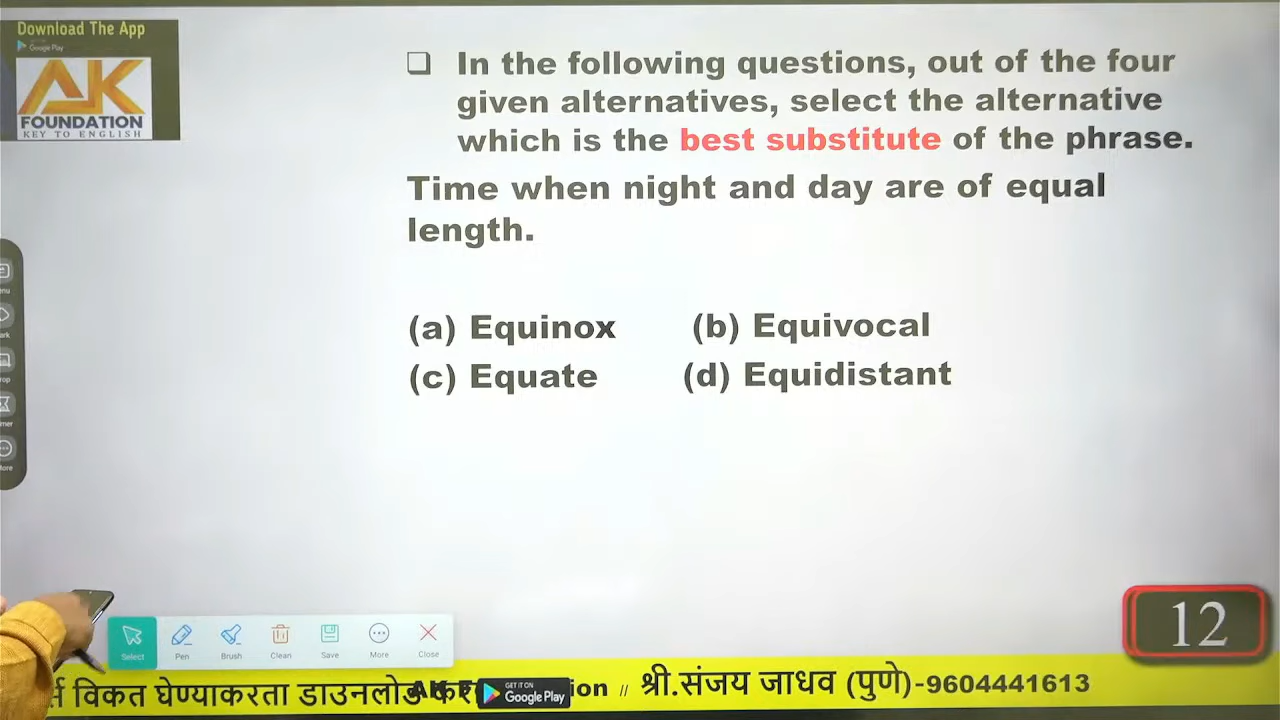 Download The App
Google Play
AK
FOUNDATION
KEY TO ENGLISH
❑ In the following questions, out of the four
given alternatives, select the alternative
which is the best substitute of the phrase.
Time when night and day are of equal
length.
(a) Equinox (b) Equivocal
(c) Equate (d) Equidistant
12
Select Pen Brush Clean Save More Close
विकत घेण्याकरता डाउनलोड GET IT ON Google Play // श्री.संजय जाधव (पुणे)-9604441613